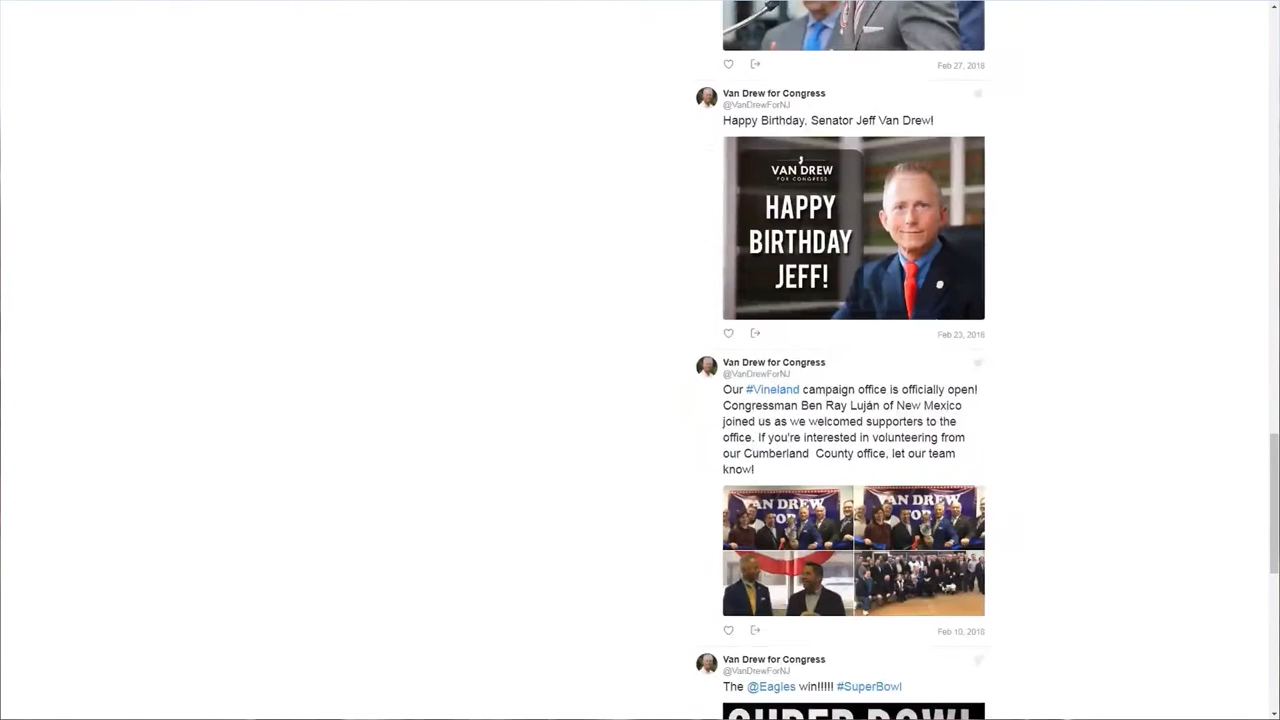 Feb 27, 2018
Van Drew for Congress
@VanDrewForNJ
Happy Birthday, Senator Jeff Van Drew!
VAN DREW
FOR CONGRESS
HAPPY
BIRTHDAY
JEFF!
Feb 23, 2018
Van Drew for Congress
@VanDrewForNJ
Our #Vineland campaign office is officially open!
Congressman Ben Ray Luján of New Mexico
joined us as we welcomed supporters to the
office. If you're interested in volunteering from
our Cumberland County office, let our team
know!
VAN DREW
FOR
VAN DREW
FOR
Feb 10, 2018
Van Drew for Congress
@VanDrewForNJ
The @Eagles win!!!!! #SuperBowl
SUPER BOWL